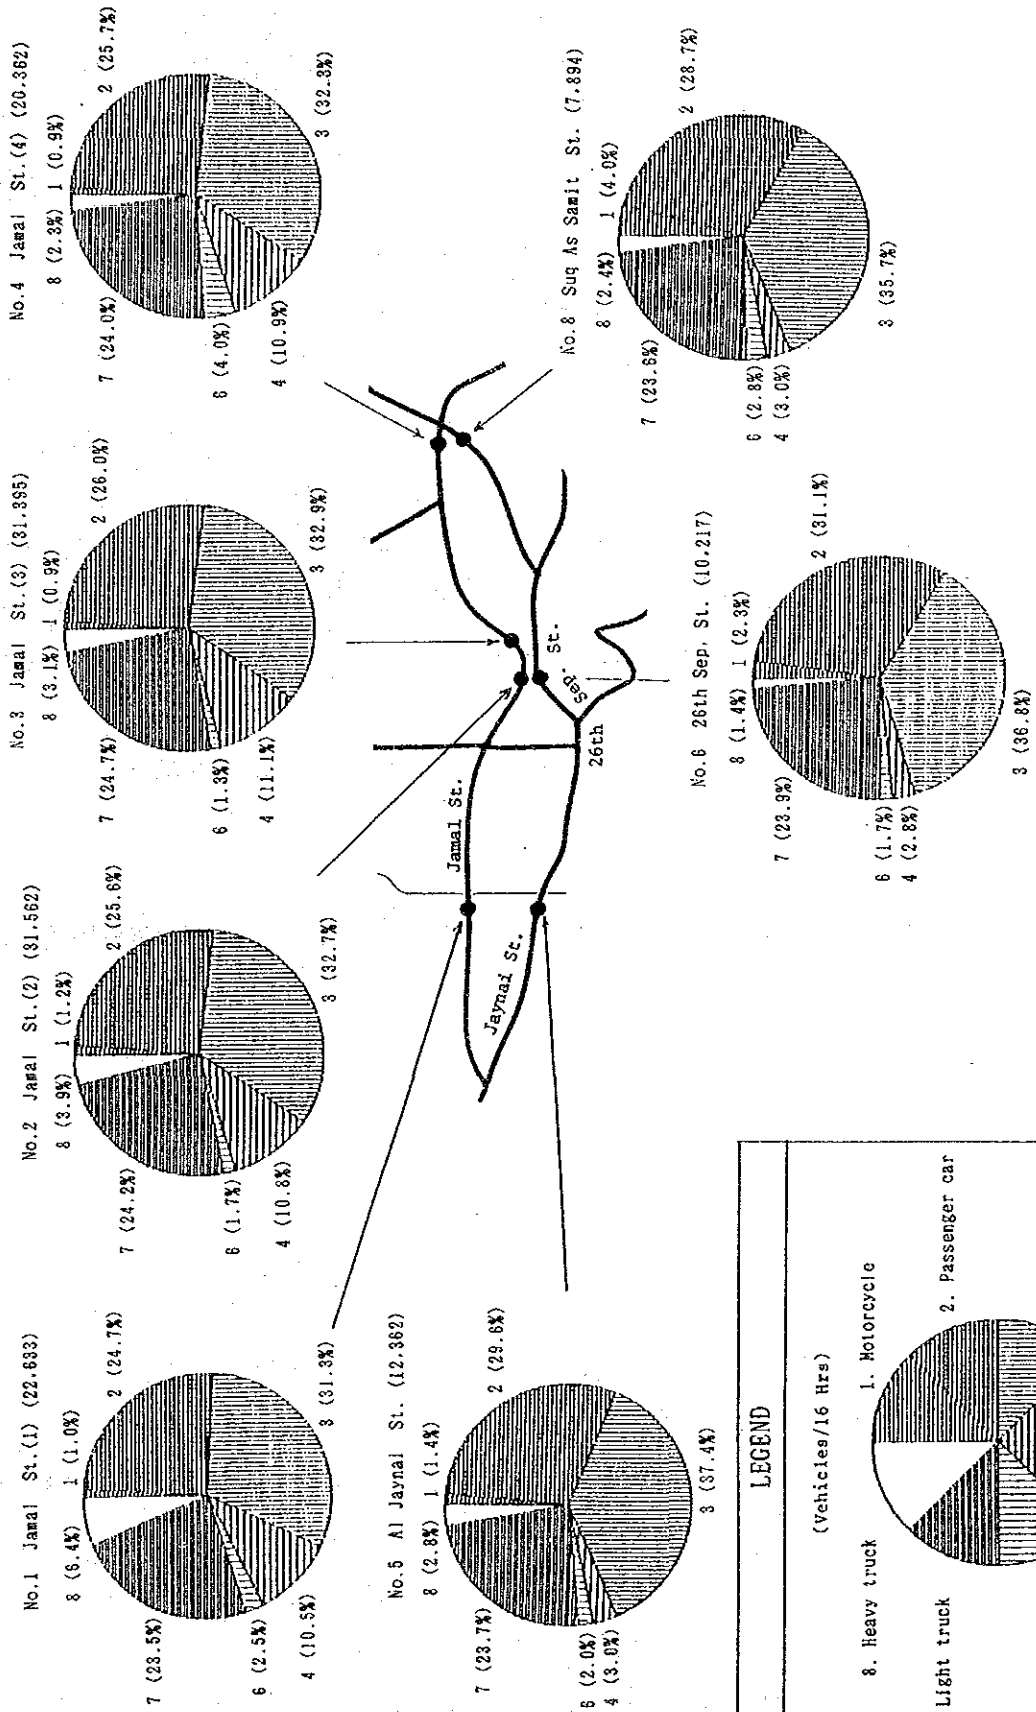 No.1 Jamal St.(1) (22.633)
8 (6.4%) 1 (1.0%)
2 (24.7%)
7 (23.5%)
6 (2.5%)
4 (10.5%)
3 (31.3%)
No.2 Jamal St.(2) (31.562)
8 (3.9%) 1 (1.2%)
2 (25.6%)
7 (24.2%)
6 (1.7%)
4 (10.8%)
3 (32.7%)
No.3 Jamal St.(3) (31.395)
8 (3.1%) 1 (0.9%)
2 (26.0%)
7 (24.7%)
6 (1.3%)
4 (11.1%)
3 (32.9%)
No.4 Jamal St.(4) (20.362)
8 (2.3%) 1 (0.9%)
2 (25.7%)
7 (24.0%)
6 (4.0%)
4 (10.9%)
3 (32.3%)
Jamal St.
Jaynai St.
26th Sep. St.
No.5 Al Jaynal St. (12.362)
8 (2.8%) 1 (1.4%)
2 (29.6%)
7 (23.7%)
6 (2.0%)
4 (3.0%)
3 (37.4%)
No.6 26th Sep. St. (10.217)
8 (1.4%) 1 (2.3%)
2 (31.1%)
7 (23.9%)
6 (1.7%)
4 (2.8%)
3 (36.8%)
No.8 Suq As Samit St. (7.894)
8 (2.4%) 1 (4.0%)
2 (28.7%)
7 (23.6%)
6 (2.8%)
4 (3.0%)
3 (35.7%)
LEGEND
(Vehicles/16 Hrs)
8. Heavy truck
1. Motorcycle
2. Passenger car
Light truck